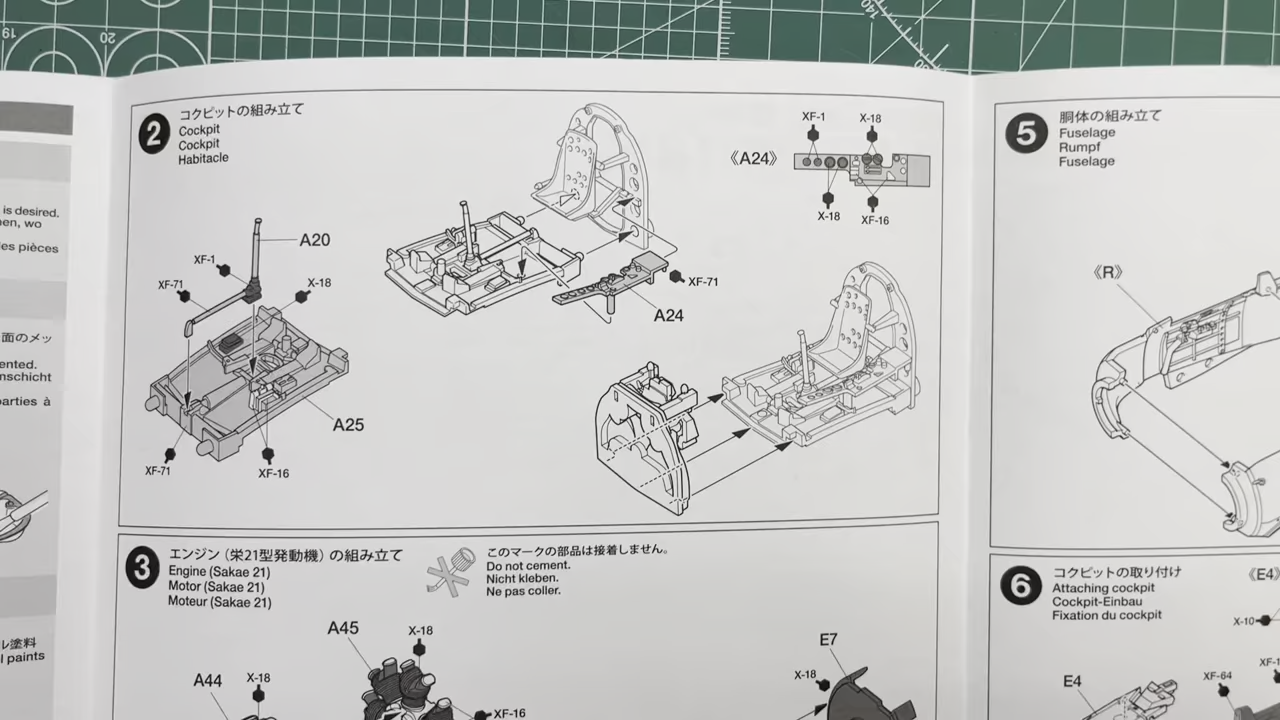 is desired.
les pièces
面のメッ
ented.
nschicht
parties à
ル塗料
l paints
19
20
140
2
コクピットの組み立て
Cockpit
Cockpit
Habitacle
A20
XF-1
XF-71
X-18
A25
XF-71
XF-16
XF-71
A24
《A24》
XF-1
X-18
X-18
XF-16
3
エンジン（栄21型発動機）の組み立て
Engine (Sakae 21)
Motor (Sakae 21)
Moteur (Sakae 21)
このマークの部品は接着しません。
Do not cement.
Nicht kleben.
Ne pas coller.
A45
X-18
A44
X-18
XF-16
E7
X-18
5
胴体の組み立て
Fuselage
Rumpf
Fuselage
《R》
6
コクピットの取り付け
Attaching cockpit
Cockpit-Einbau
Fixation du cockpit
《E4》
X-10
E4
XF-64